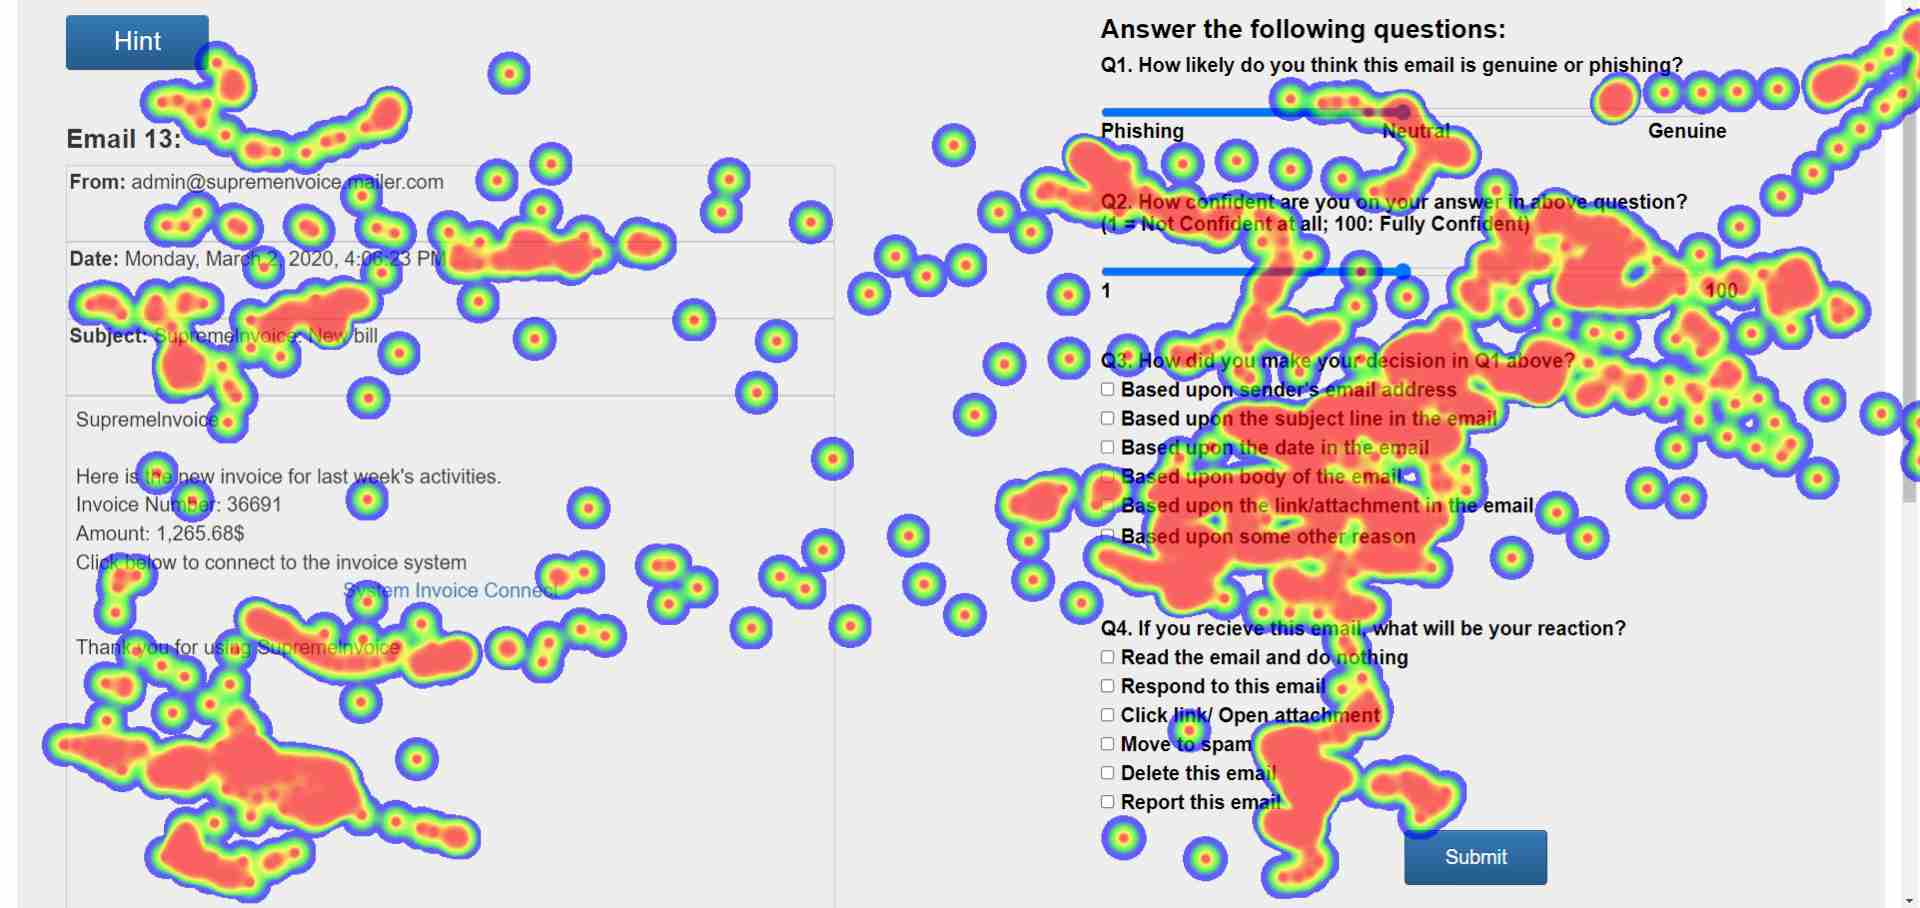 Hint
Email 13:
From: admin@supremenvoice.mailer.com
Date: Monday, March 2, 2020, 4:06:23 PM
Subject: SupremeInvoice: New bill
SupremeInvoice
Here is the new invoice for last week's activities.
Invoice Number: 36691
Amount: 1,265.68$
Click below to connect to the invoice system
System Invoice Connect
Thank you for using SupremeInvoice
Answer the following questions:
Q1. How likely do you think this email is genuine or phishing?
Phishing Neutral Genuine
Q2. How confident are you on your answer in above question?
(1 = Not Confident at all; 100: Fully Confident)
1 100
Q3. How did you make your decision in Q1 above?
Based upon sender's email address
Based upon the subject line in the email
Based upon the date in the email
Based upon body of the email
Based upon the link/attachment in the email
Based upon some other reason
Q4. If you recieve this email, what will be your reaction?
Read the email and do nothing
Respond to this email
Click link/ Open attachment
Move to spam
Delete this email
Report this email
Submit